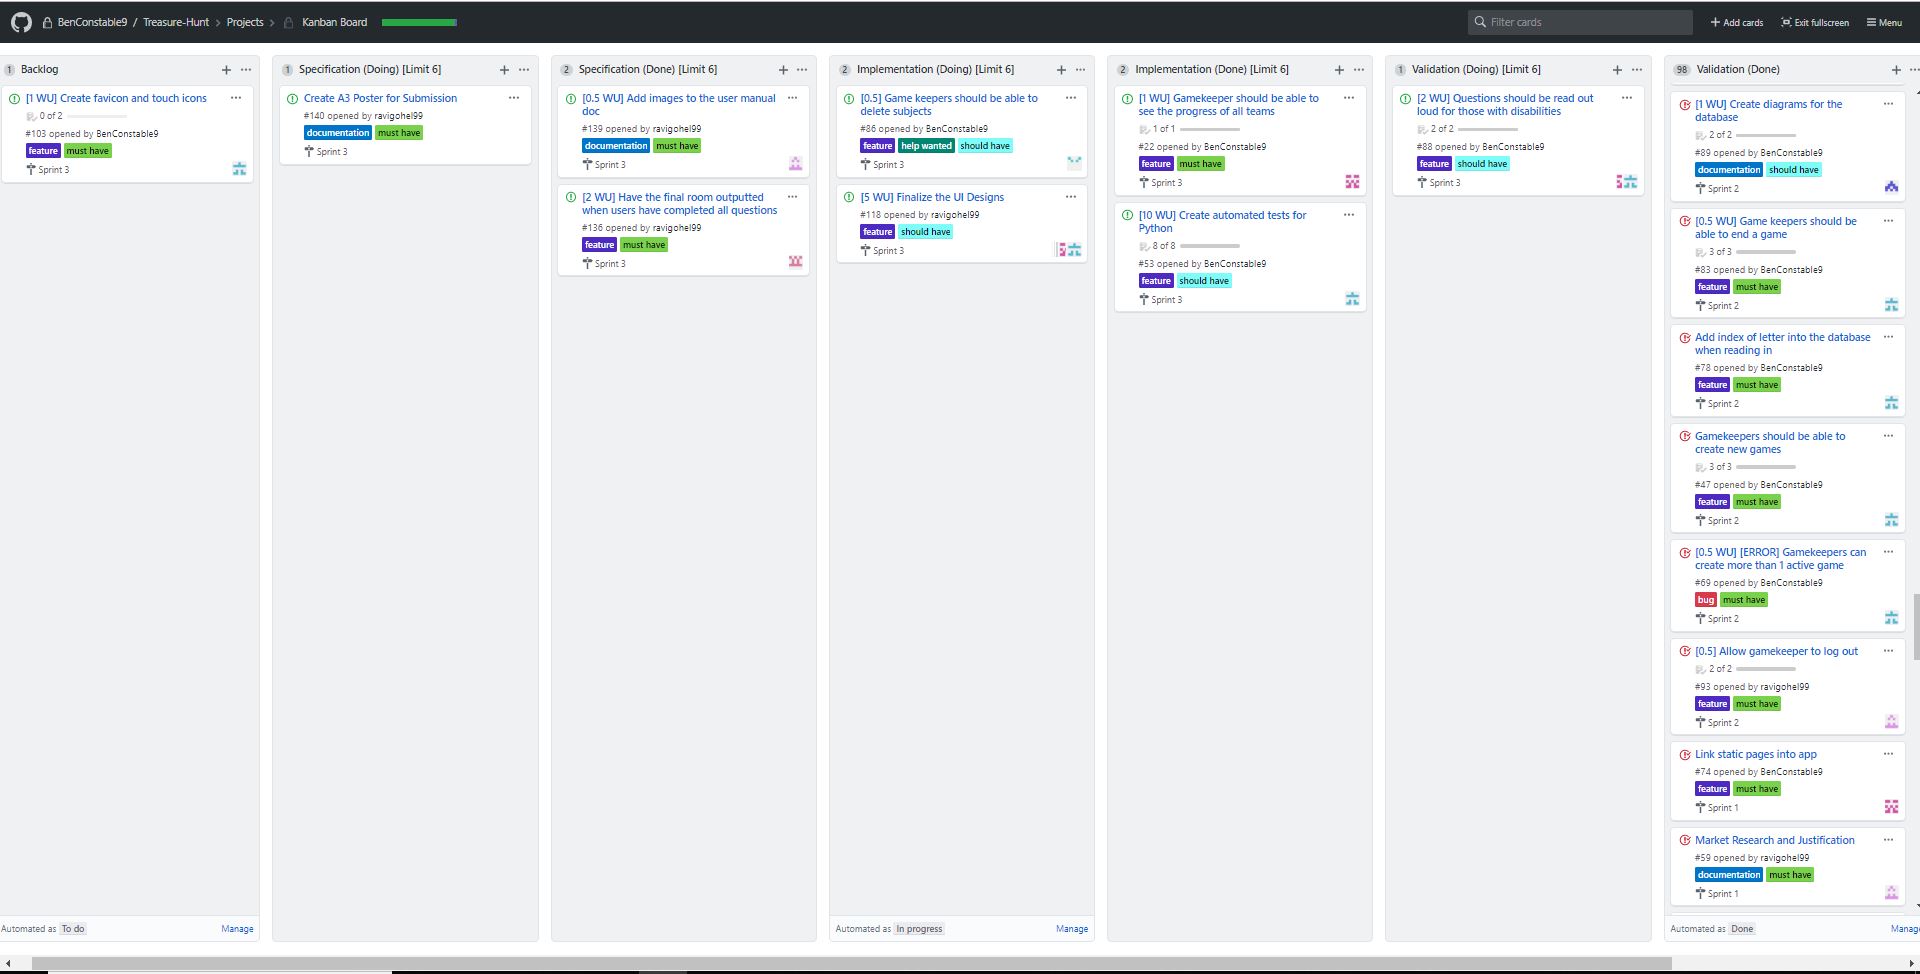 BenConstable9 / Treasure-Hunt > Projects > Kanban Board
Filter cards
+ Add cards
Exit fullscreen
Menu
1 Backlog
[1 WU] Create favicon and touch icons
0 of 2
#103 opened by BenConstable9
feature must have
Sprint 3
Automated as To do
Manage
1 Specification (Doing) [Limit 6]
Create A3 Poster for Submission
#140 opened by ravigohel99
documentation must have
Sprint 3
2 Specification (Done) [Limit 6]
[0.5 WU] Add images to the user manual
doc
#139 opened by ravigohel99
documentation must have
Sprint 3
[2 WU] Have the final room outputted
when users have completed all questions
#136 opened by ravigohel99
feature must have
Sprint 3
2 Implementation (Doing) [Limit 6]
[0.5] Game keepers should be able to
delete subjects
#86 opened by BenConstable9
feature help wanted should have
Sprint 3
[5 WU] Finalize the UI Designs
#118 opened by ravigohel99
feature should have
Sprint 3
Automated as In progress
Manage
2 Implementation (Done) [Limit 6]
[1 WU] Gamekeeper should be able to
see the progress of all teams
1 of 1
#22 opened by BenConstable9
feature must have
Sprint 3
[10 WU] Create automated tests for
Python
8 of 8
#53 opened by BenConstable9
feature should have
Sprint 3
1 Validation (Doing) [Limit 6]
[2 WU] Questions should be read out
loud for those with disabilities
2 of 2
#88 opened by BenConstable9
feature should have
Sprint 3
98 Validation (Done)
[1 WU] Create diagrams for the
database
2 of 2
#89 opened by BenConstable9
documentation should have
Sprint 2
[0.5 WU] Game keepers should be
able to end a game
3 of 3
#83 opened by BenConstable9
feature must have
Sprint 2
Add index of letter into the database
when reading in
#78 opened by BenConstable9
feature must have
Sprint 2
Gamekeepers should be able to
create new games
3 of 3
#47 opened by BenConstable9
feature must have
Sprint 2
[0.5 WU] [ERROR] Gamekeepers can
create more than 1 active game
#69 opened by BenConstable9
bug must have
Sprint 2
[0.5] Allow gamekeeper to log out
2 of 2
#93 opened by ravigohel99
feature must have
Sprint 2
Link static pages into app
#74 opened by BenConstable9
feature must have
Sprint 1
Market Research and Justification
#59 opened by ravigohel99
documentation must have
Sprint 1
Automated as Done
Manag